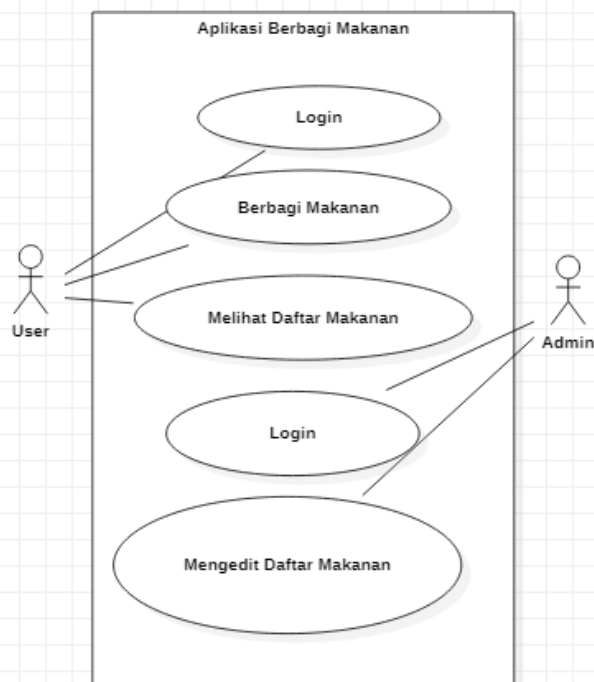 Aplikasi Berbagi Makanan
Login
Berbagi Makanan
Melihat Daftar Makanan
User
Admin
Login
Mengedit Daftar Makanan